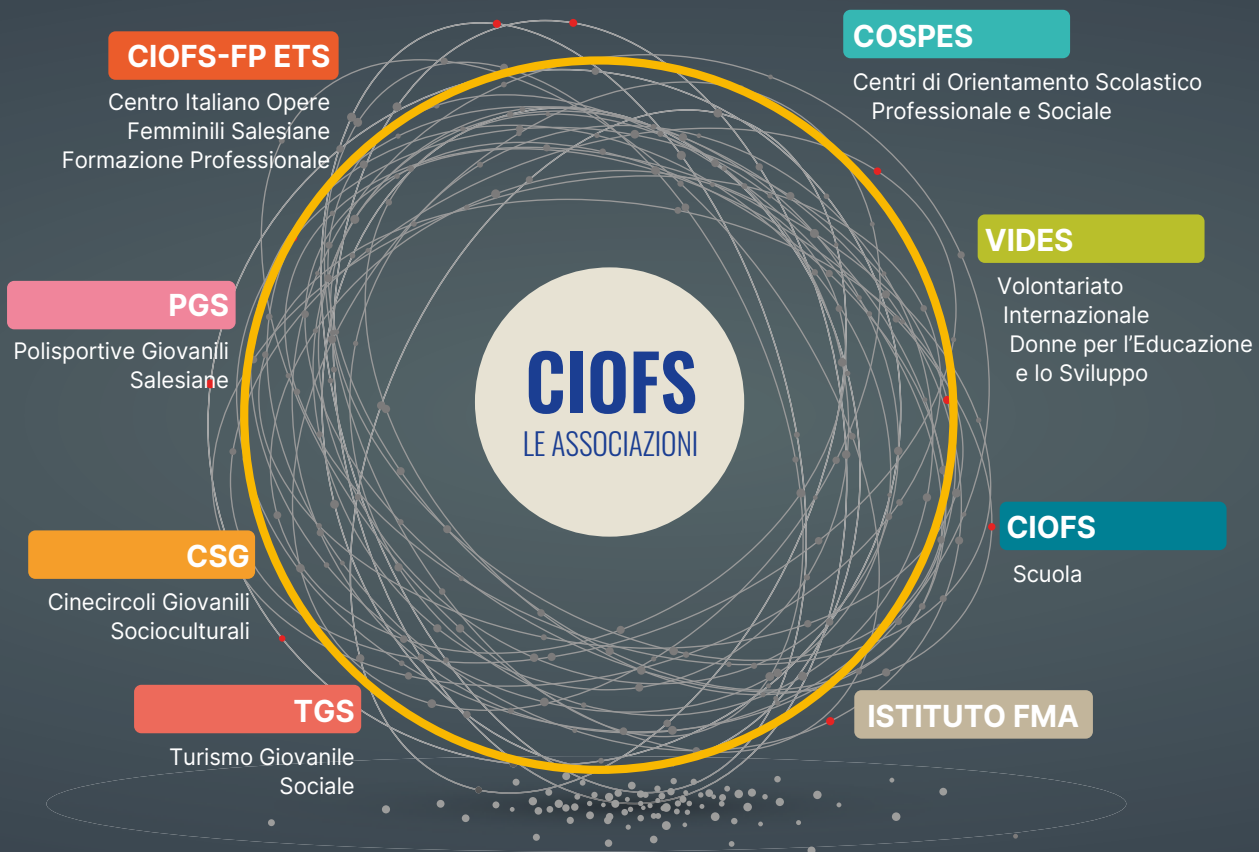 CIOFS-FP ETS
Centro Italiano Opere
Femminili Salesiane
Formazione Professionale
COSPES
Centri di Orientamento Scolastico
Professionale e Sociale
VIDES
Volontariato
Internazionale
Donne per l'Educazione
e lo Sviluppo
PGS
Polisportive Giovanili
Salesiane
CIOFS
LE ASSOCIAZIONI
CIOFS
Scuola
CSG
Cinecircoli Giovanili
Socioculturali
TGS
Turismo Giovanile
Sociale
ISTITUTO FMA